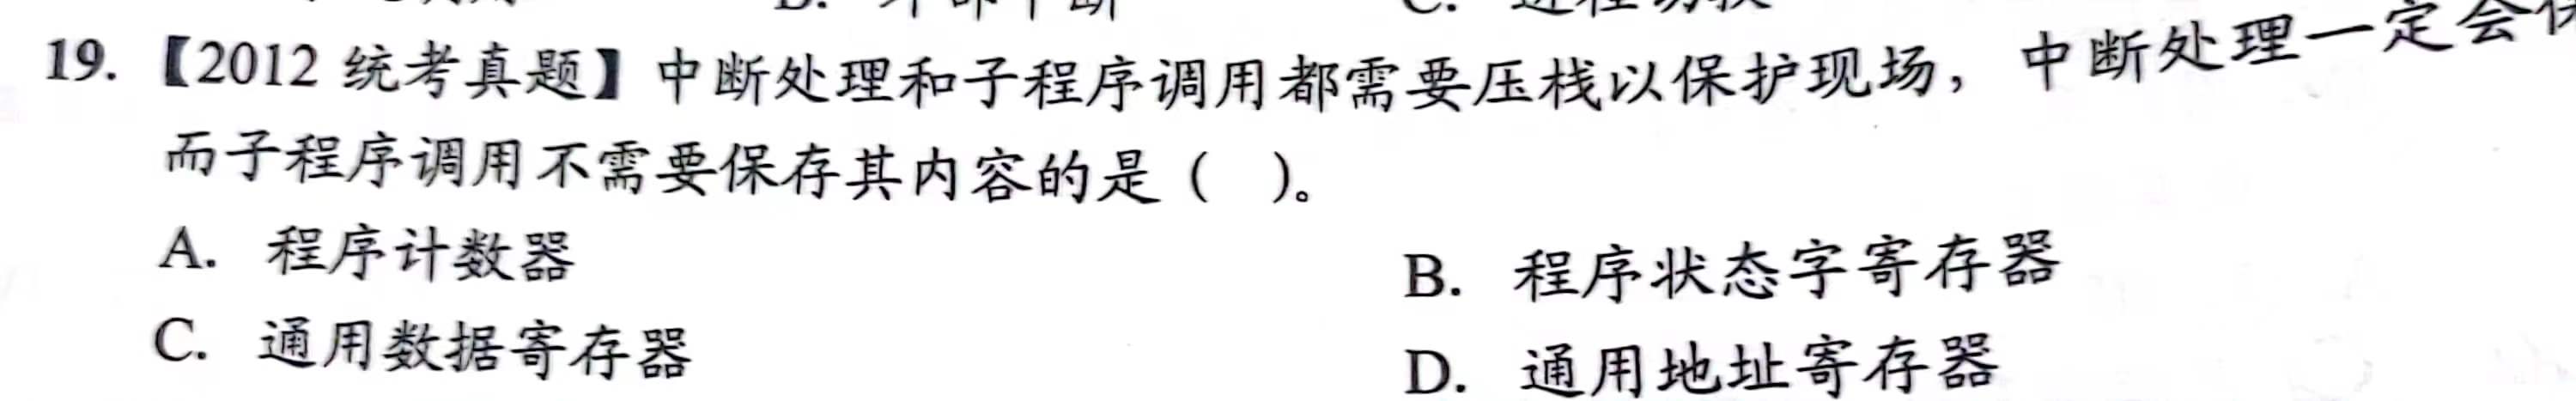 19. 【2012 统考真题】中断处理和子程序调用都需要压栈以保护现场，中断处理一定会
而子程序调用不需要保存其内容的是（ ）。
A. 程序计数器
B. 程序状态字寄存器
C. 通用数据寄存器
D. 通用地址寄存器